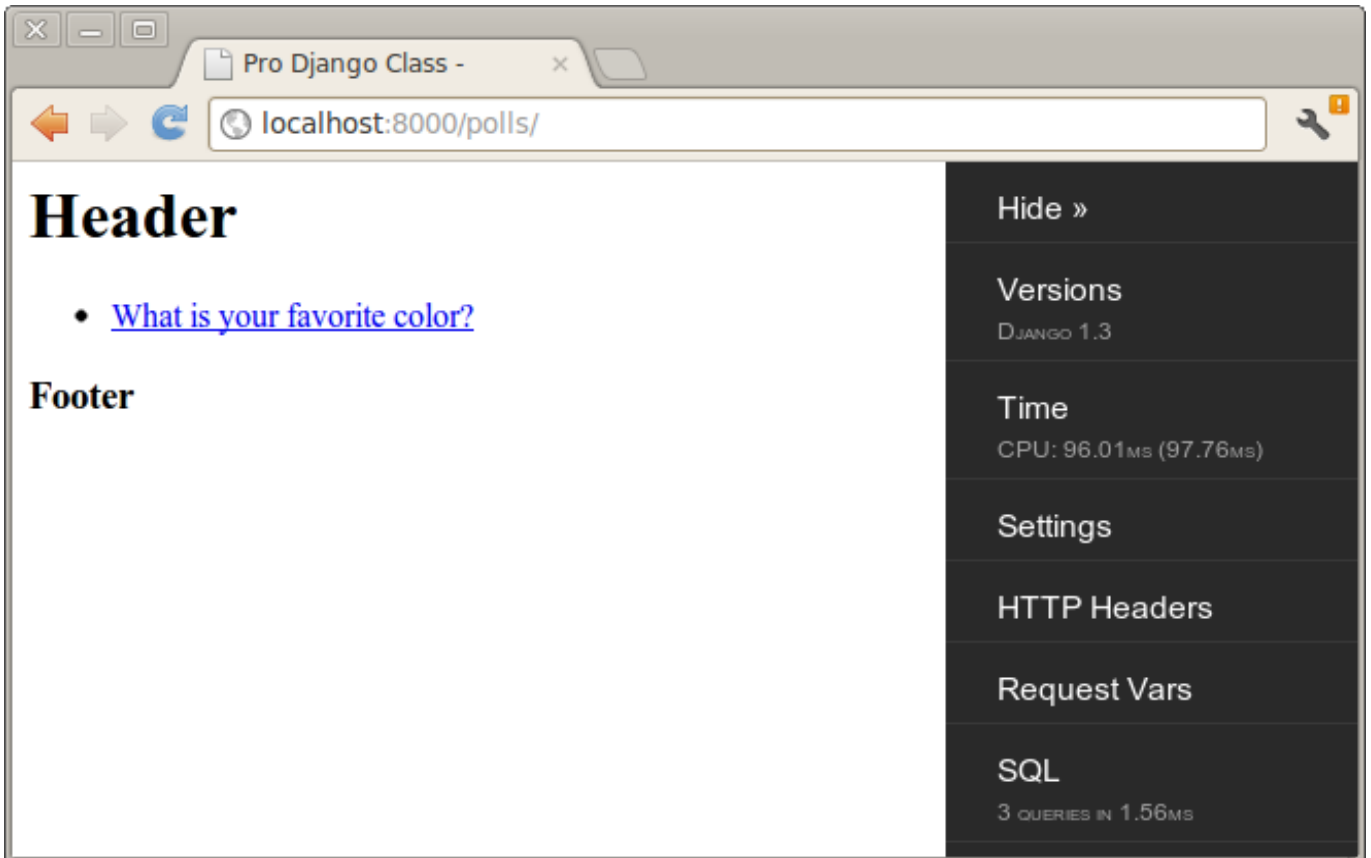 Pro Django Class -
localhost:8000/polls/
Header
What is your favorite color?
Footer
Hide »
Versions
Django 1.3
Time
CPU: 96.01ms (97.76ms)
Settings
HTTP Headers
Request Vars
SQL
3 queries in 1.56ms